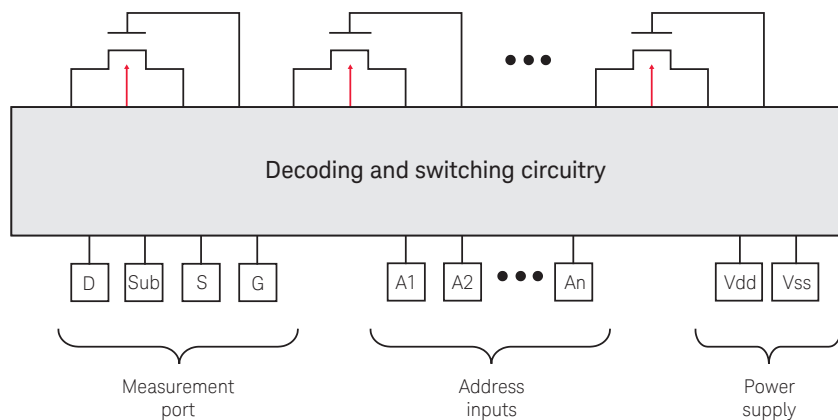 Decoding and switching circuitry
D Sub S G A1 A2 An Vdd Vss
Measurement port
Address inputs
Power supply